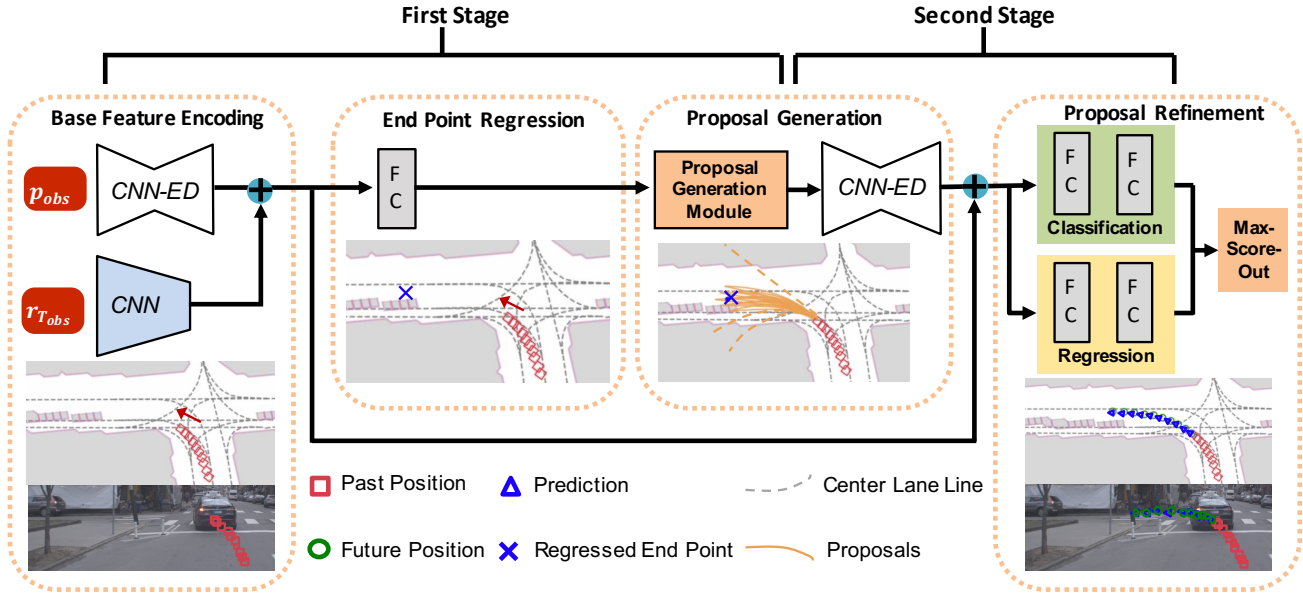 First Stage
Second Stage
Base Feature Encoding
End Point Regression
Proposal Generation
Proposal Refinement
p_obs
CNN-ED
+
r_T_obs
CNN
F
C
Proposal
Generation
Module
CNN-ED
+
F
C
F
C
Classification
F
C
F
C
Regression
Max-
Score-
Out
Past Position
Prediction
Center Lane Line
Future Position
Regressed End Point
Proposals